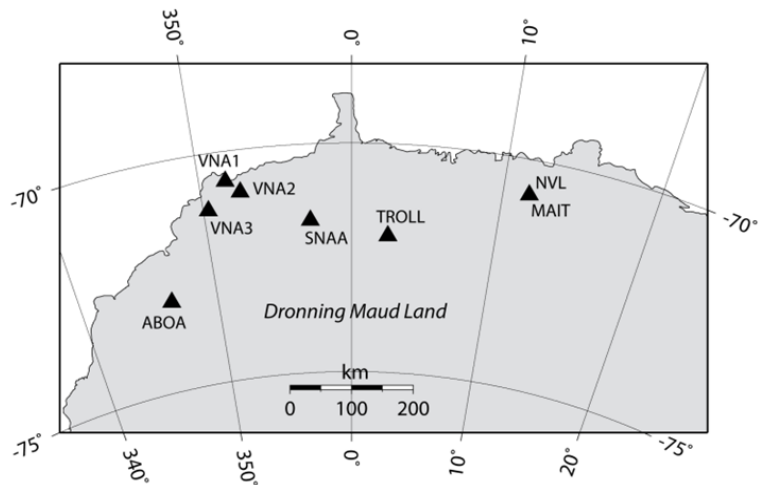 350°
0°
10°
VNA1
-70°
VNA2
NVL
MAIT
VNA3
TROLL
SNAA
-70°
ABOA
Dronning Maud Land
km
0 100 200
-75°
340°
350°
0°
10°
20°
-75°